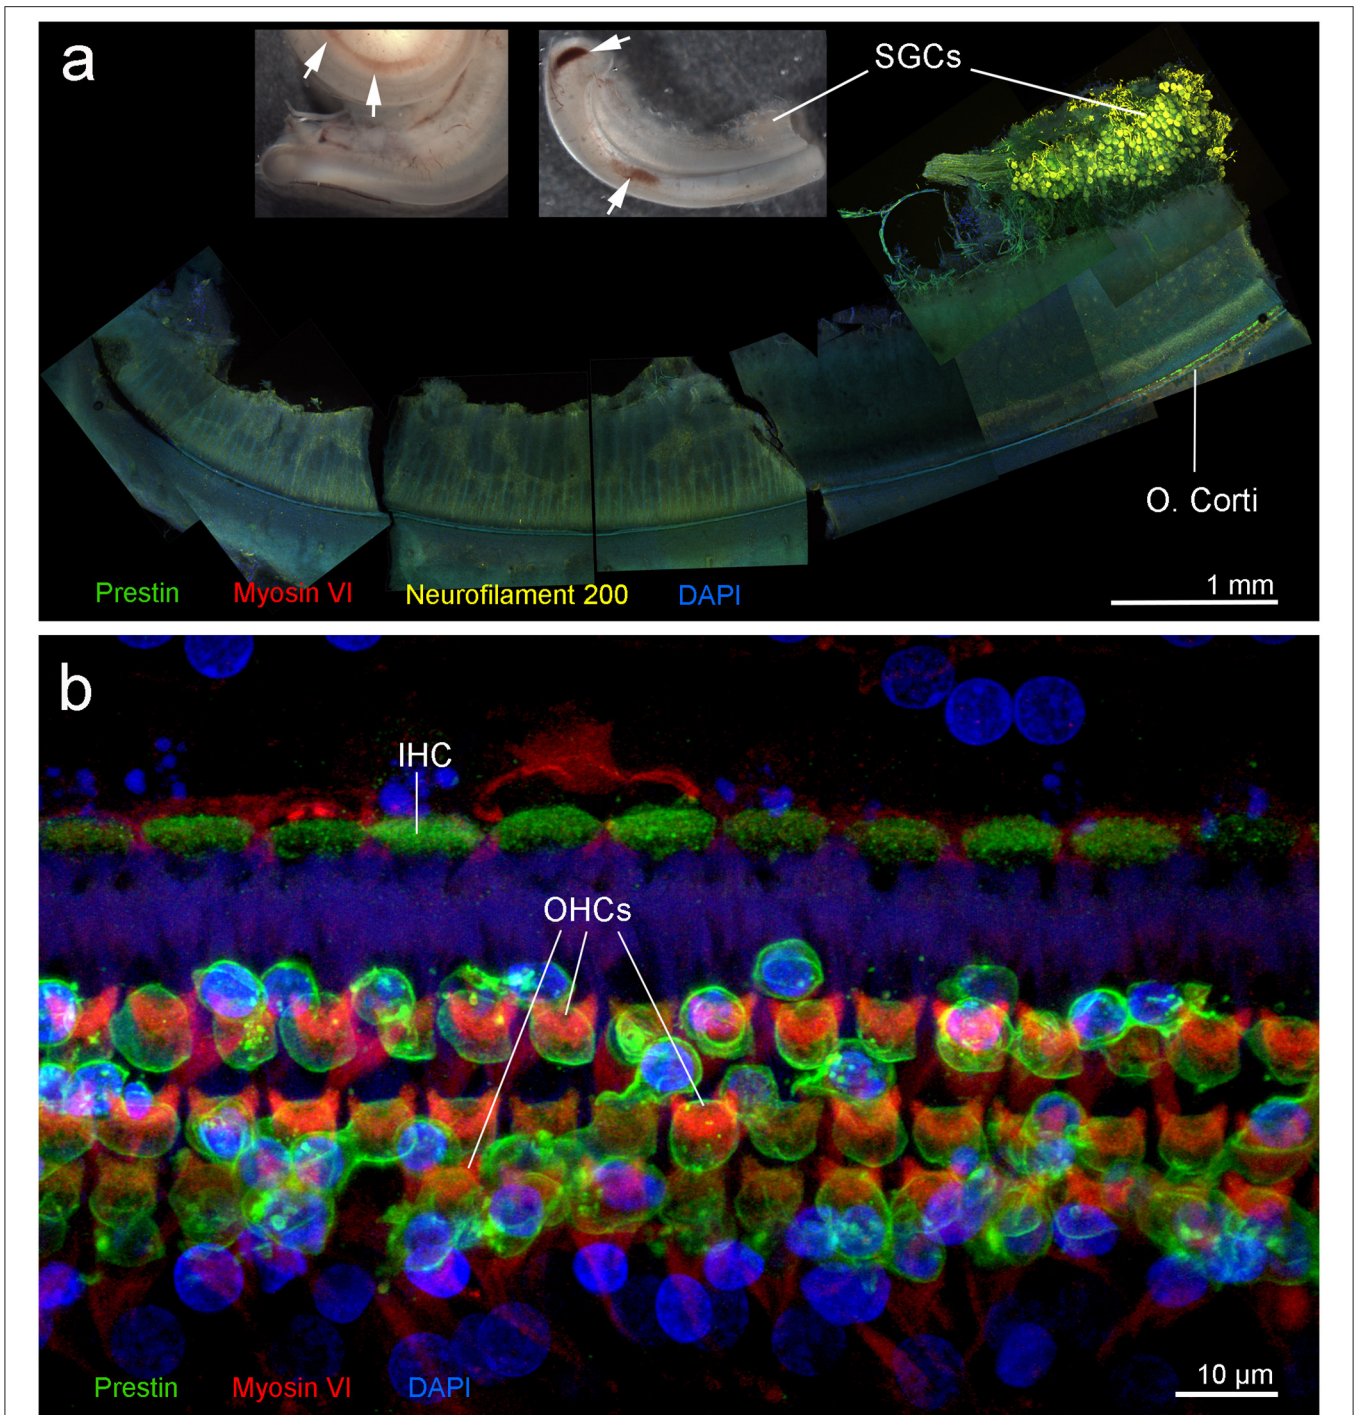 a
SGCs
O. Corti
Prestin Myosin VI Neurofilament 200 DAPI
1 mm
b
IHC
OHCs
Prestin Myosin VI DAPI
10 µm